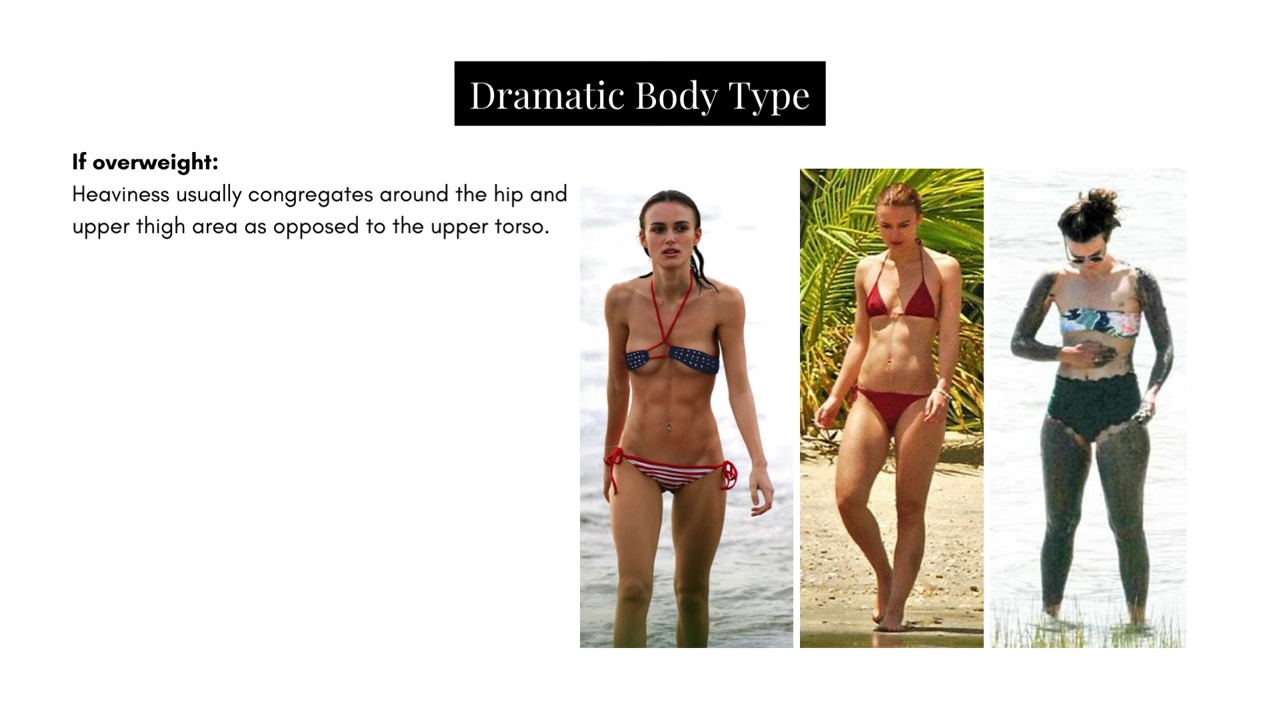 Dramatic Body Type
If overweight:
Heaviness usually congregates around the hip and
upper thigh area as opposed to the upper torso.